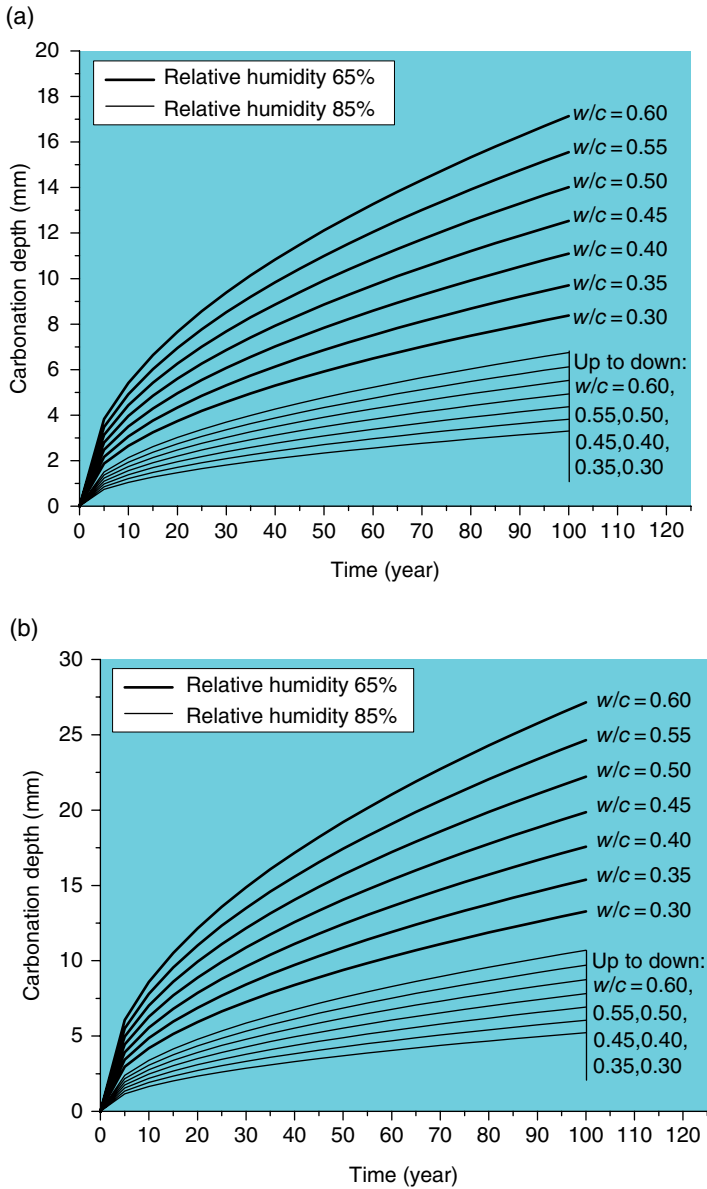 (a)
20
18
16
14
12
10
8
6
4
2
0
Carbonation depth (mm)
Relative humidity 65%
Relative humidity 85%
w/c = 0.60
w/c = 0.55
w/c = 0.50
w/c = 0.45
w/c = 0.40
w/c = 0.35
w/c = 0.30
Up to down:
w/c = 0.60,
0.55,0.50,
0.45,0.40,
0.35,0.30
0 10 20 30 40 50 60 70 80 90 100 110 120
Time (year)
(b)
30
25
20
15
10
5
0
Carbonation depth (mm)
Relative humidity 65%
Relative humidity 85%
w/c = 0.60
w/c = 0.55
w/c = 0.50
w/c = 0.45
w/c = 0.40
w/c = 0.35
w/c = 0.30
Up to down:
w/c = 0.60,
0.55,0.50,
0.45,0.40,
0.35,0.30
0 10 20 30 40 50 60 70 80 90 100 110 120
Time (year)